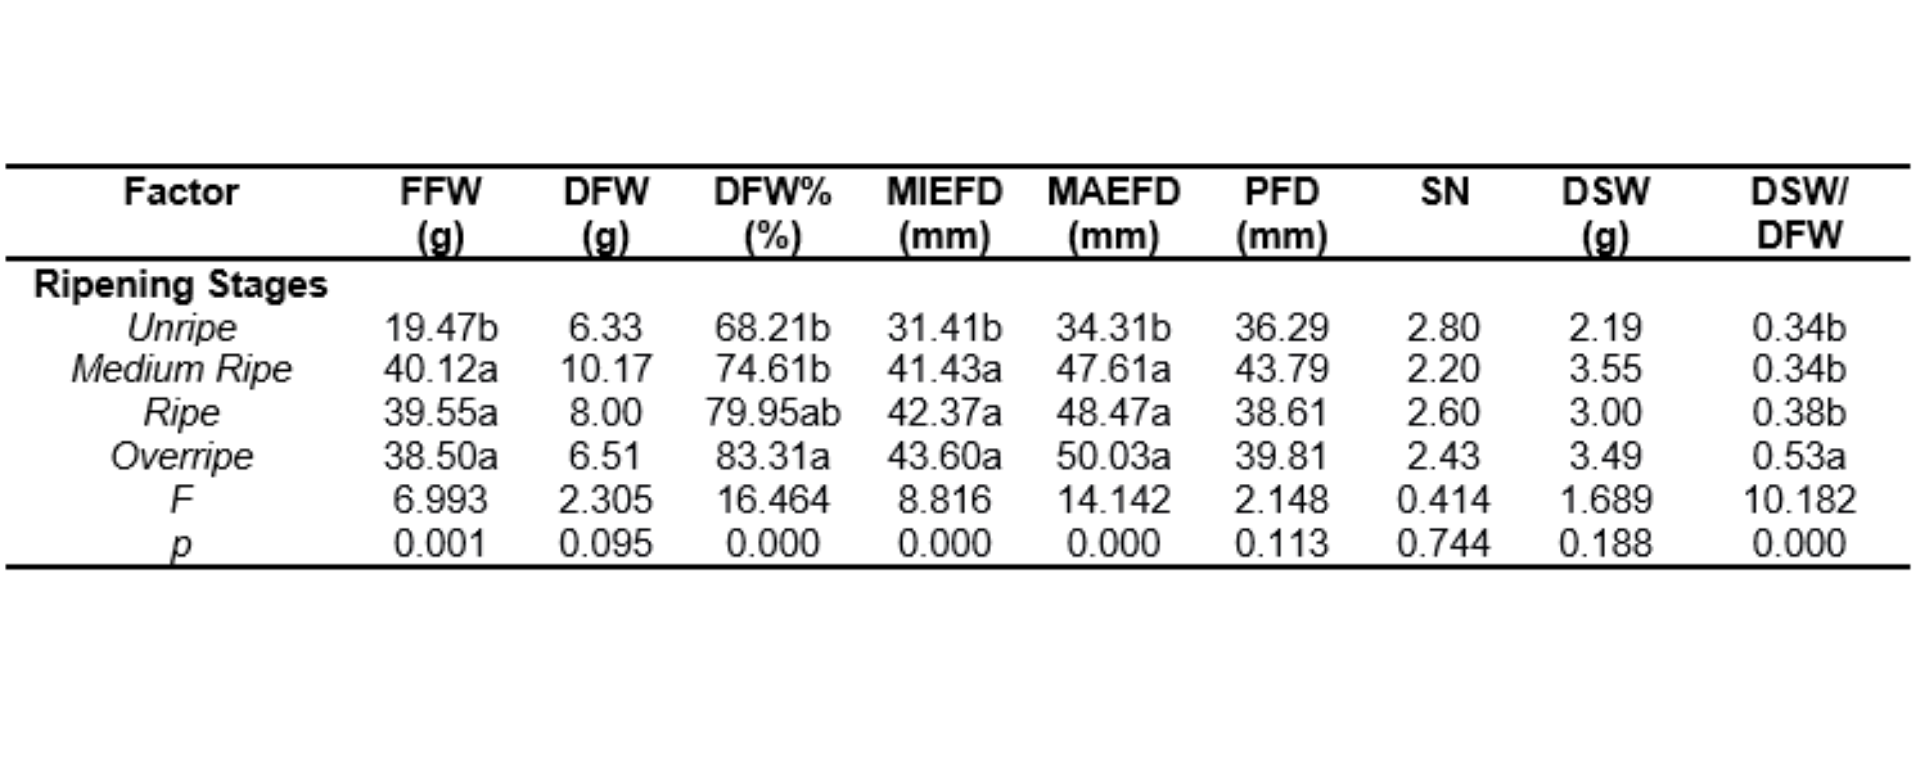 Factor FFW DFW DFW% MIEFD MAEFD PFD SN DSW DSW/
(g) (g) (%) (mm) (mm) (mm) (g) DFW
Ripening Stages
Unripe 19.47b 6.33 68.21b 31.41b 34.31b 36.29 2.80 2.19 0.34b
Medium Ripe 40.12a 10.17 74.61b 41.43a 47.61a 43.79 2.20 3.55 0.34b
Ripe 39.55a 8.00 79.95ab 42.37a 48.47a 38.61 2.60 3.00 0.38b
Overripe 38.50a 6.51 83.31a 43.60a 50.03a 39.81 2.43 3.49 0.53a
F 6.993 2.305 16.464 8.816 14.142 2.148 0.414 1.689 10.182
p 0.001 0.095 0.000 0.000 0.000 0.113 0.744 0.188 0.000